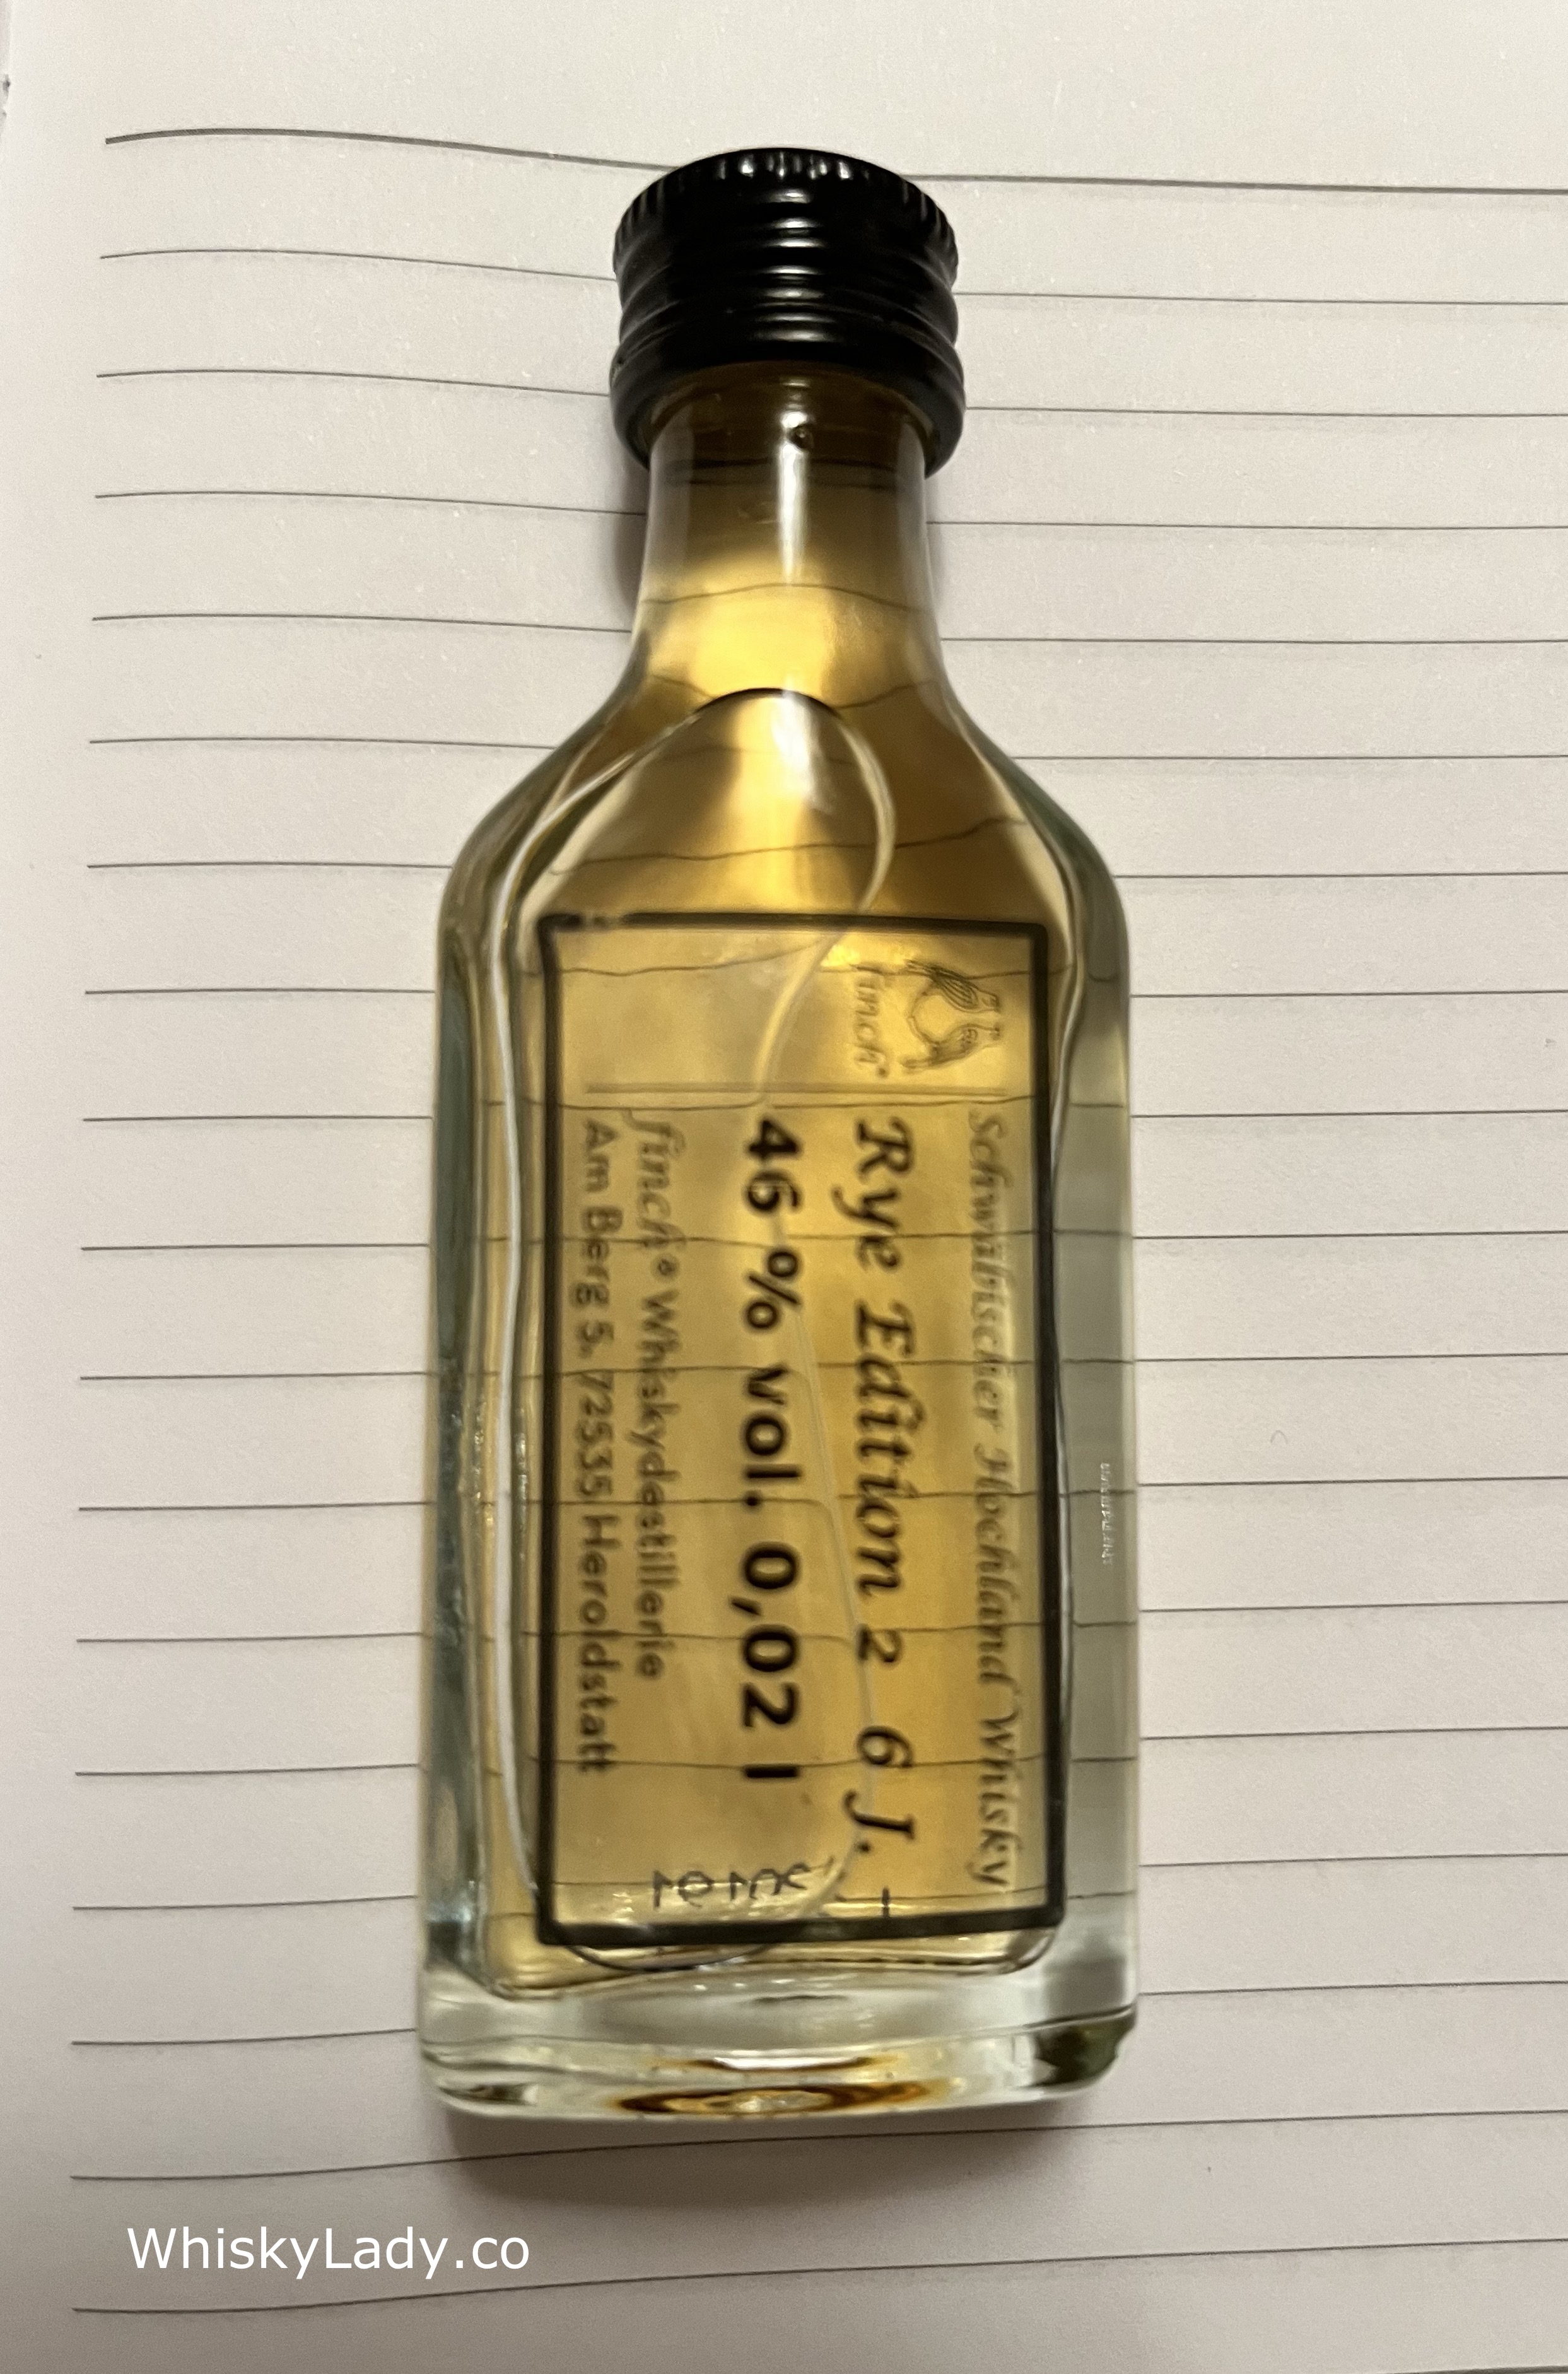 finch®
Schwäbischer Hochland Whisky
Rye Edition 2 6 J.
46 % vol. 0,02 l
finch® Whiskydestillerie
Am Berg 5, 72535 Heroldstatt
WhiskyLady.co